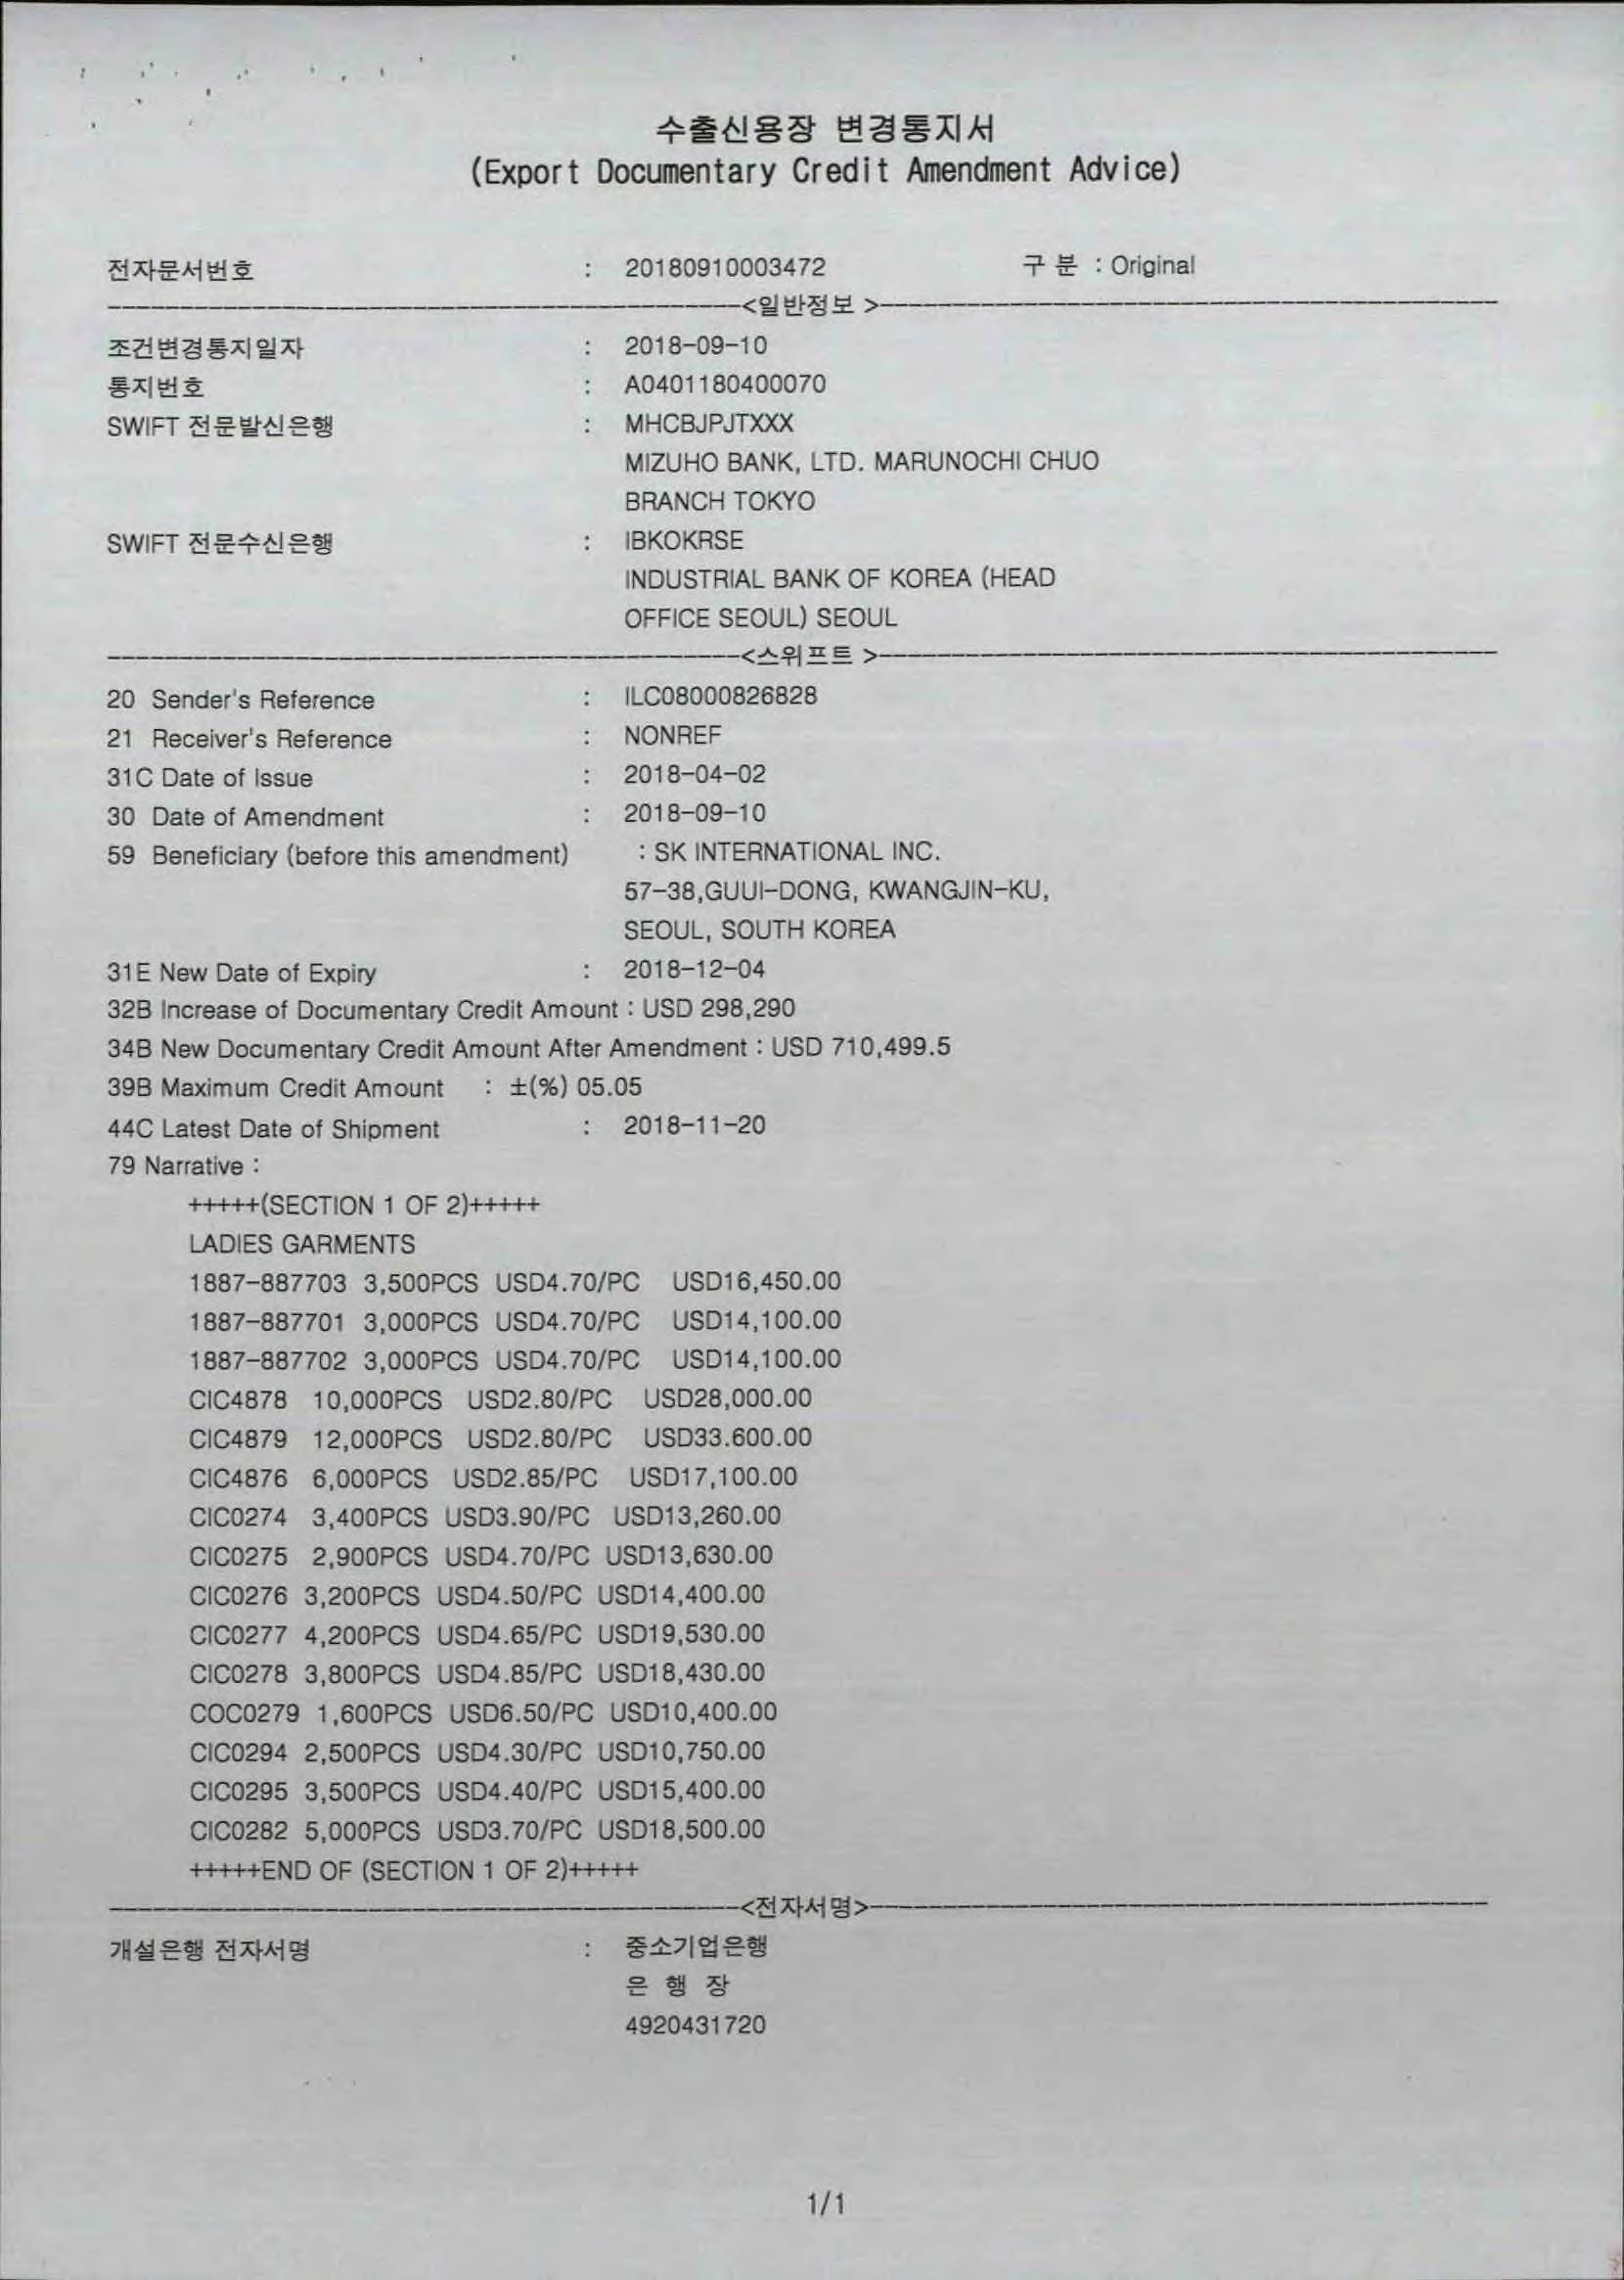 수출신용장 변경통지서
(Export Documentary Credit Amendment Advice)
전자문서번호 : 20180910003472 구 분 : Original
<일반정보 >
조건변경통지일자 : 2018-09-10
통지번호 : A0401180400070
SWIFT 전문발신은행 : MHCBJPJTXXX
MIZUHO BANK, LTD. MARUNOCHI CHUO
BRANCH TOKYO
SWIFT 전문수신은행 : IBKOKRSE
INDUSTRIAL BANK OF KOREA (HEAD
OFFICE SEOUL) SEOUL
<스위프트 >
20 Sender's Reference : ILC08000826828
21 Receiver's Reference : NONREF
31C Date of Issue : 2018-04-02
30 Date of Amendment : 2018-09-10
59 Beneficiary (before this amendment) : SK INTERNATIONAL INC.
57-38,GUUI-DONG, KWANGJIN-KU,
SEOUL, SOUTH KOREA
31E New Date of Expiry : 2018-12-04
32B Increase of Documentary Credit Amount : USD 298,290
34B New Documentary Credit Amount After Amendment : USD 710,499.5
39B Maximum Credit Amount : ±(%) 05.05
44C Latest Date of Shipment : 2018-11-20
79 Narrative :
+++++(SECTION 1 OF 2)+++++
LADIES GARMENTS
1887-887703 3,500PCS USD4.70/PC USD16,450.00
1887-887701 3,000PCS USD4.70/PC USD14,100.00
1887-887702 3,000PCS USD4.70/PC USD14,100.00
CIC4878 10,000PCS USD2.80/PC USD28,000.00
CIC4879 12,000PCS USD2.80/PC USD33.600.00
CIC4876 6,000PCS USD2.85/PC USD17,100.00
CIC0274 3,400PCS USD3.90/PC USD13,260.00
CIC0275 2,900PCS USD4.70/PC USD13,630.00
CIC0276 3,200PCS USD4.50/PC USD14,400.00
CIC0277 4,200PCS USD4.65/PC USD19,530.00
CIC0278 3,800PCS USD4.85/PC USD18,430.00
COC0279 1,600PCS USD6.50/PC USD10,400.00
CIC0294 2,500PCS USD4.30/PC USD10,750.00
CIC0295 3,500PCS USD4.40/PC USD15,400.00
CIC0282 5,000PCS USD3.70/PC USD18,500.00
+++++END OF (SECTION 1 OF 2)+++++
<전자서명>
개설은행 전자서명 : 중소기업은행
은 행 장
4920431720
1/1